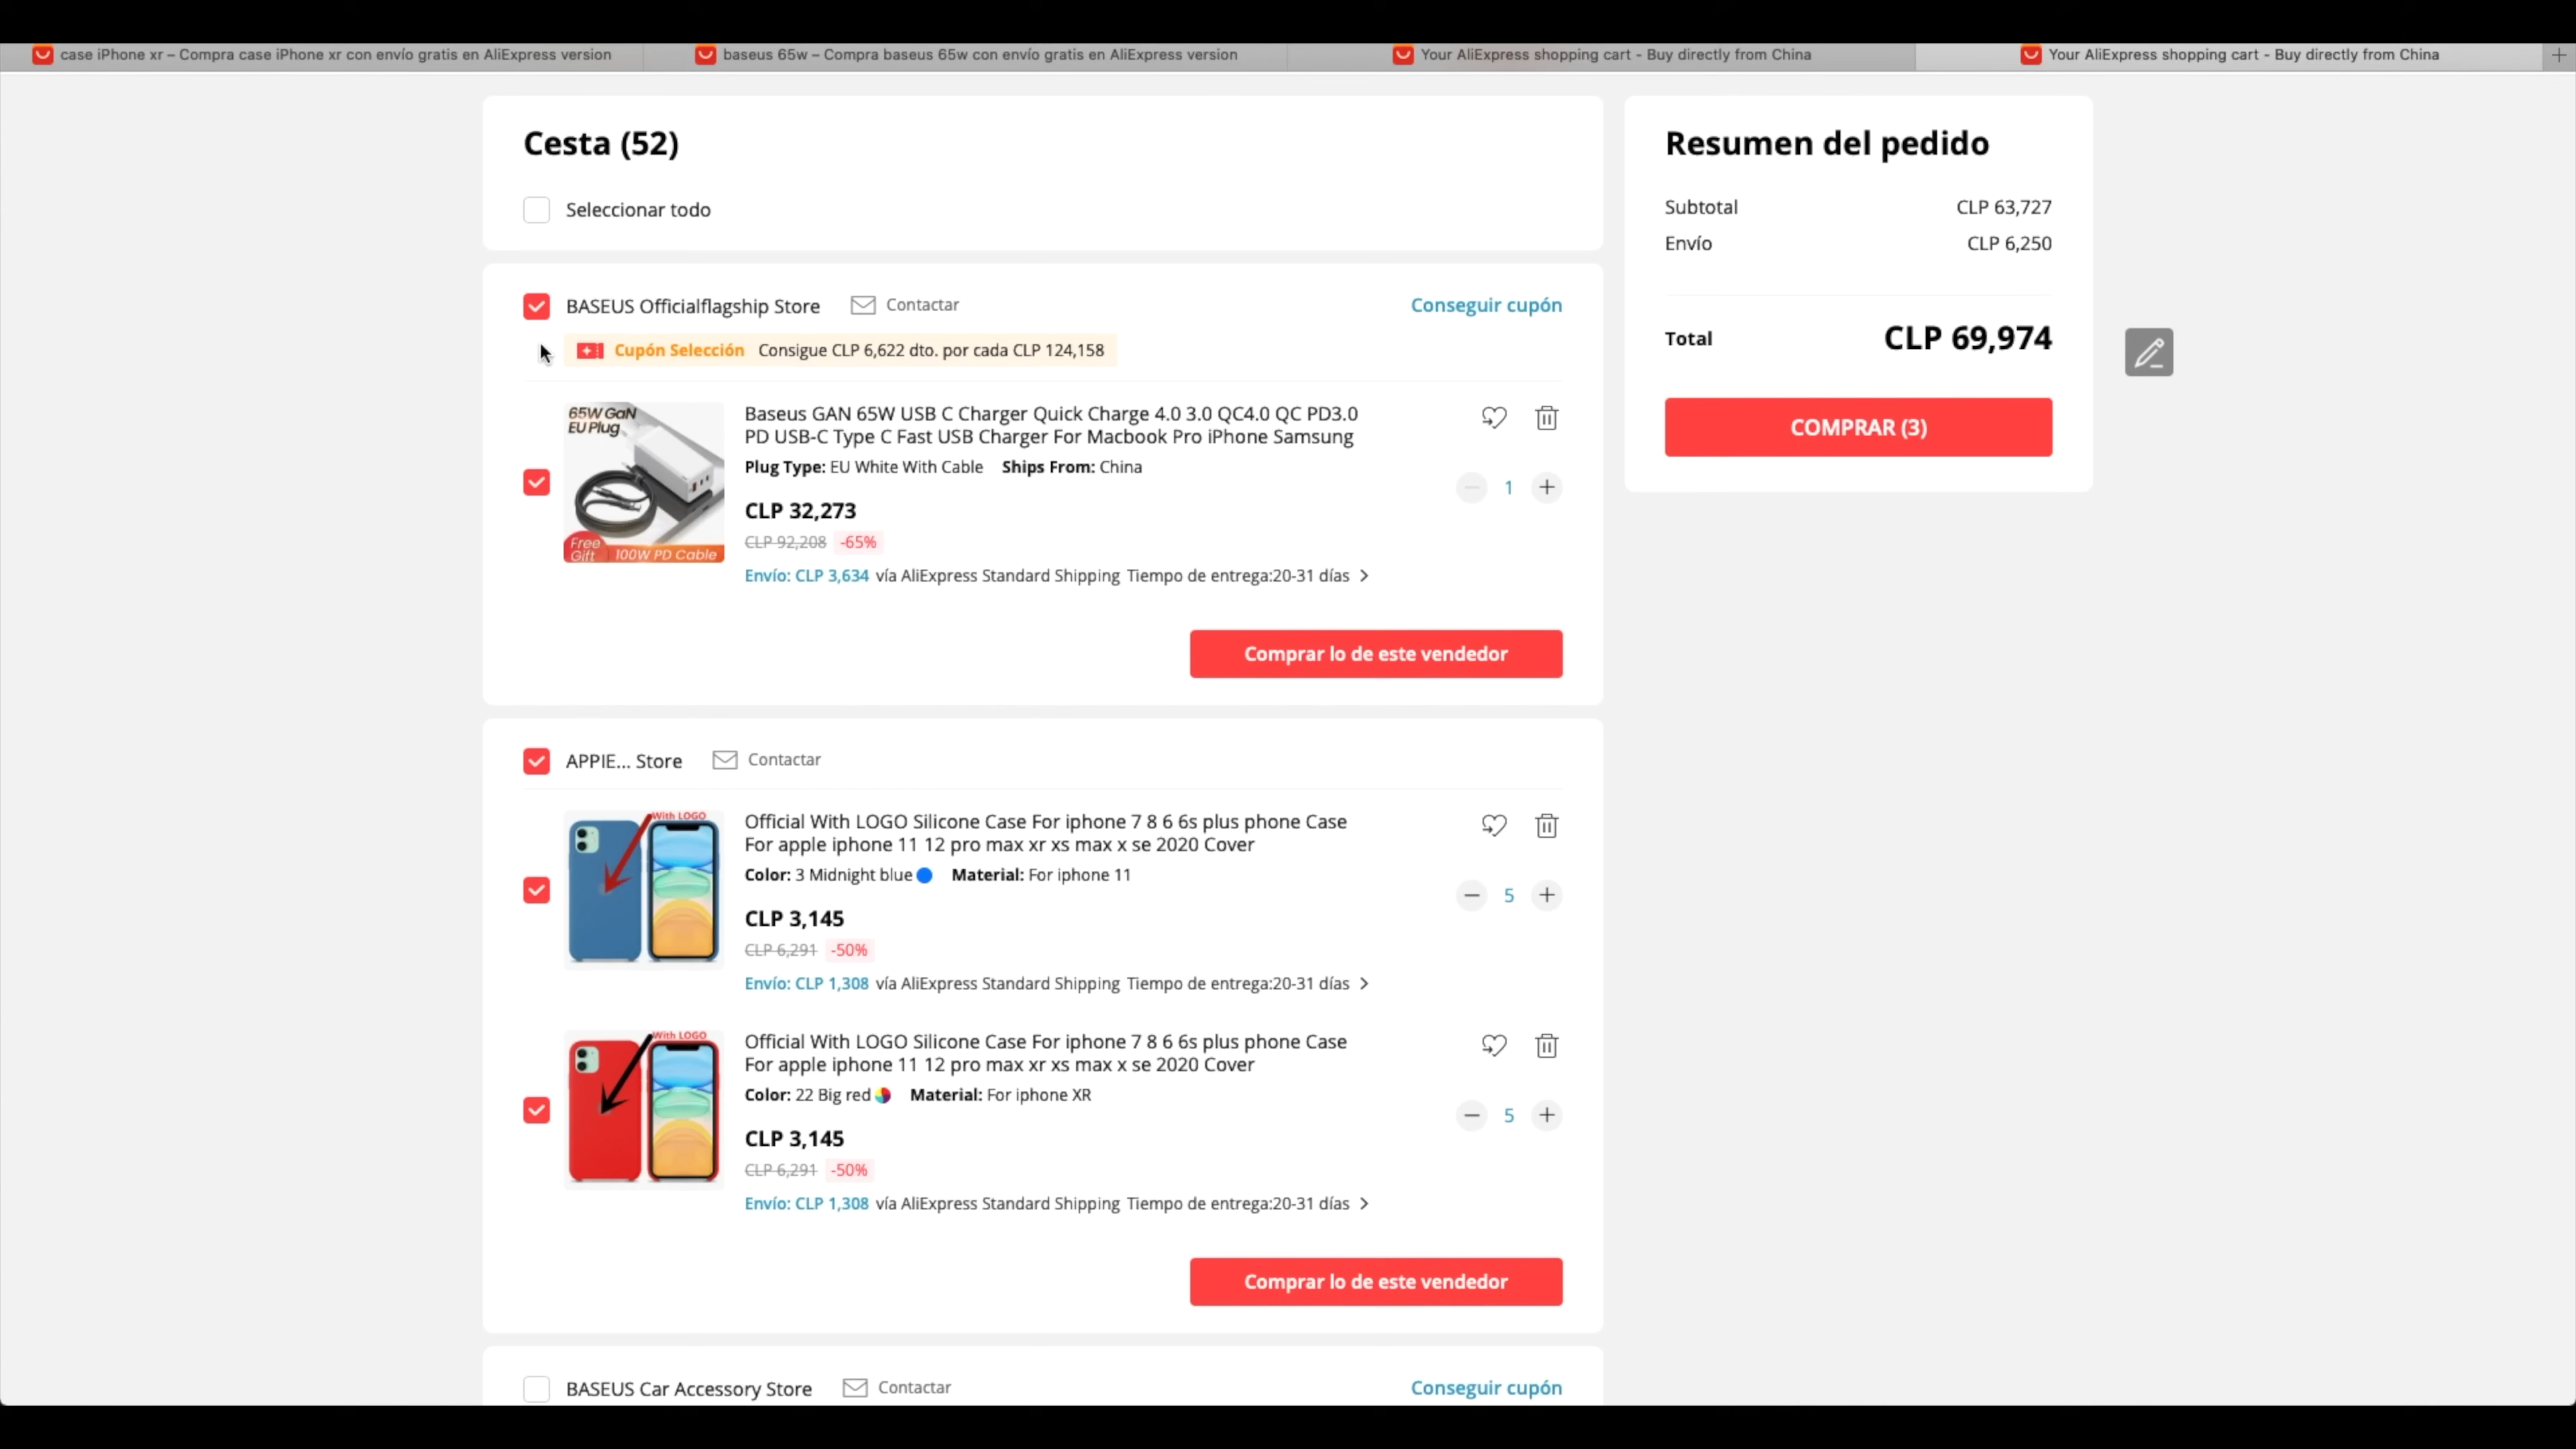 case iPhone xr – Compra case iPhone xr con envío gratis en AliExpress version
baseus 65w – Compra baseus 65w con envío gratis en AliExpress version
Your AliExpress shopping cart - Buy directly from China
Your AliExpress shopping cart - Buy directly from China
Cesta (52)
Seleccionar todo
BASEUS Officialflagship Store
Contactar
Conseguir cupón
Cupón Selección Consigue CLP 6,622 dto. por cada CLP 124,158
65W GaN
EU Plug
Free
Gift
100W PD Cable
Baseus GAN 65W USB C Charger Quick Charge 4.0 3.0 QC4.0 QC PD3.0
PD USB-C Type C Fast USB Charger For Macbook Pro iPhone Samsung
Plug Type: EU White With Cable Ships From: China
1
CLP 32,273
CLP 92,208 -65%
Envío: CLP 3,634 vía AliExpress Standard Shipping Tiempo de entrega:20-31 días
Comprar lo de este vendedor
APPIE... Store
Contactar
With LOGO
Official With LOGO Silicone Case For iphone 7 8 6 6s plus phone Case
For apple iphone 11 12 pro max xr xs max x se 2020 Cover
Color: 3 Midnight blue Material: For iphone 11
5
CLP 3,145
CLP 6,291 -50%
Envío: CLP 1,308 vía AliExpress Standard Shipping Tiempo de entrega:20-31 días
With LOGO
Official With LOGO Silicone Case For iphone 7 8 6 6s plus phone Case
For apple iphone 11 12 pro max xr xs max x se 2020 Cover
Color: 22 Big red Material: For iphone XR
5
CLP 3,145
CLP 6,291 -50%
Envío: CLP 1,308 vía AliExpress Standard Shipping Tiempo de entrega:20-31 días
Comprar lo de este vendedor
BASEUS Car Accessory Store
Contactar
Conseguir cupón
Resumen del pedido
Subtotal CLP 63,727
Envío CLP 6,250
Total CLP 69,974
COMPRAR (3)